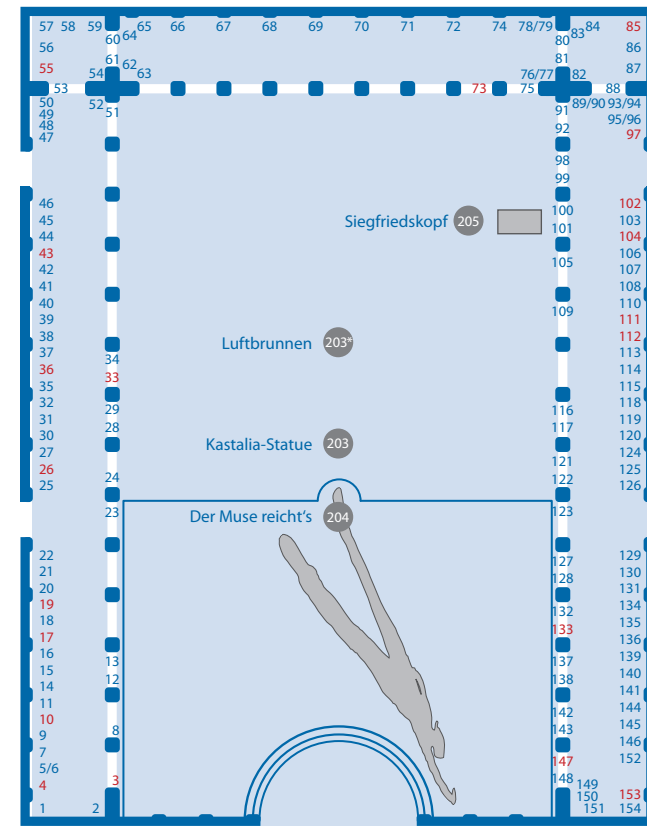 57 58 59 60 64 65 66 67 68 69 70 71 72 74 78/79 80 83 84 85
56 61 62 81 86
55 54 63 76/77 82 87
53 73 75 88
50 52 51 91 89/90 93/94
49 95/96
48 92 97
47
98
99
46 100 102
45 Siegfriedskopf 205 101 103
44 104
43 105 106
42 107
41 108
40 109 110
39 111
38 Luftbrunnen 203* 112
37 34 113
36 33 114
35 115
32 29 116 118
31 28 117 119
30 Kastalia-Statue 203 120
27 121 124
26 24 122 125
25 126
23 Der Muse reicht's 204 123
22 127 129
21 128 130
20 131
19 132 134
18 133 135
17 136
16 13 137 139
15 12 138 140
14 141
11 142 144
10 8 143 145
9 146
7 147 152
5/6 3 148 149
4 150 153
1 2 151 154